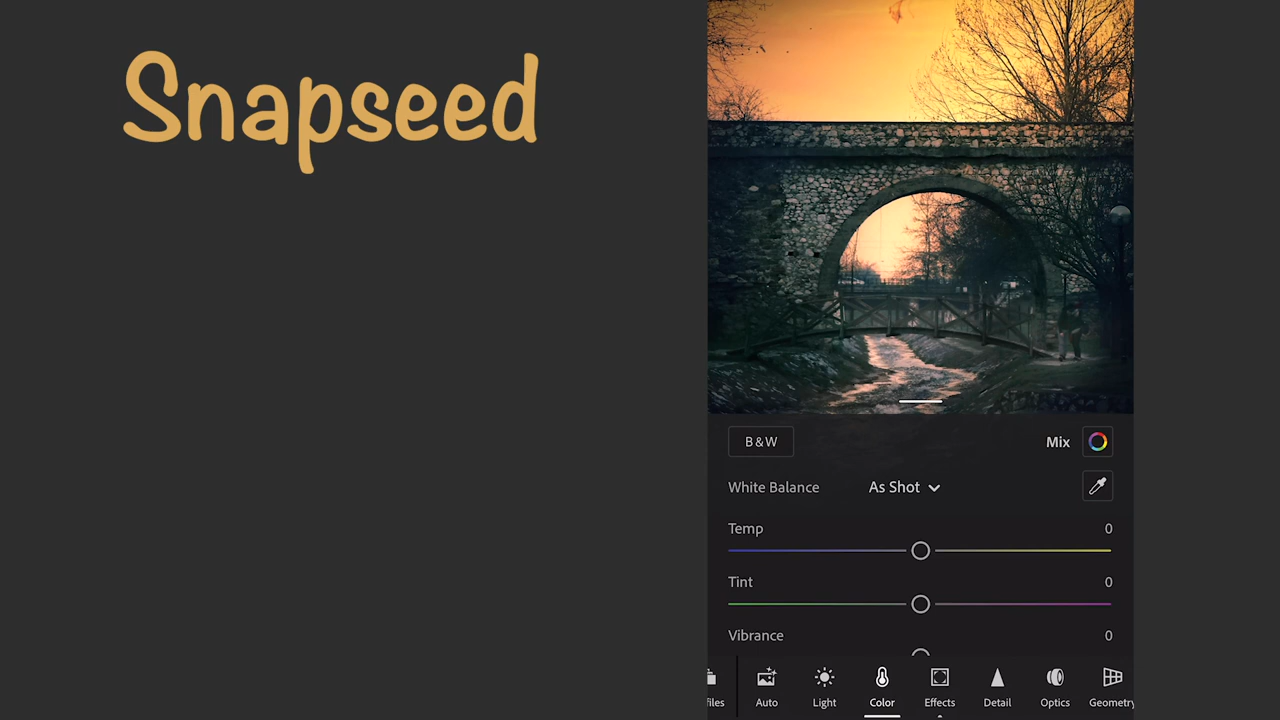 Snapseed
B&W
Mix
White Balance
As Shot
Temp
0
Tint
0
Vibrance
0
files
Auto
Light
Color
Effects
Detail
Optics
Geometry